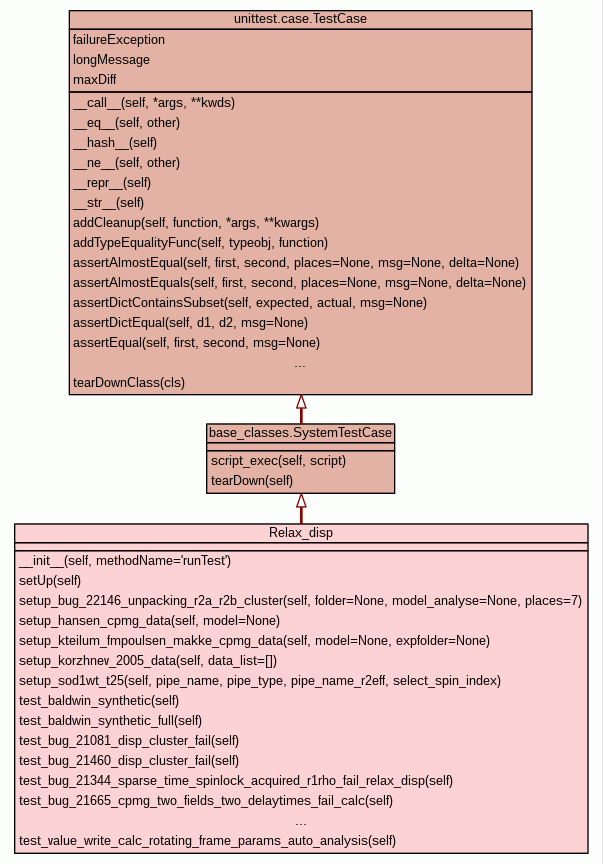 unittest.case.TestCase
failureException
longMessage
maxDiff
__call__(self, *args, **kwds)
__eq__(self, other)
__hash__(self)
__ne__(self, other)
__repr__(self)
__str__(self)
addCleanup(self, function, *args, **kwargs)
addTypeEqualityFunc(self, typeobj, function)
assertAlmostEqual(self, first, second, places=None, msg=None, delta=None)
assertAlmostEquals(self, first, second, places=None, msg=None, delta=None)
assertDictContainsSubset(self, expected, actual, msg=None)
assertDictEqual(self, d1, d2, msg=None)
assertEqual(self, first, second, msg=None)
...
tearDownClass(cls)
base_classes.SystemTestCase
script_exec(self, script)
tearDown(self)
Relax_disp
__init__(self, methodName='runTest')
setUp(self)
setup_bug_22146_unpacking_r2a_r2b_cluster(self, folder=None, model_analyse=None, places=7)
setup_hansen_cpmg_data(self, model=None)
setup_kteilum_fmpoulsen_makke_cpmg_data(self, model=None, expfolder=None)
setup_korzhnew_2005_data(self, data_list=[])
setup_sod1wt_t25(self, pipe_name, pipe_type, pipe_name_r2eff, select_spin_index)
test_baldwin_synthetic(self)
test_baldwin_synthetic_full(self)
test_bug_21081_disp_cluster_fail(self)
test_bug_21460_disp_cluster_fail(self)
test_bug_21344_sparse_time_spinlock_acquired_r1rho_fail_relax_disp(self)
test_bug_21665_cpmg_two_fields_two_delaytimes_fail_calc(self)
...
test_value_write_calc_rotating_frame_params_auto_analysis(self)